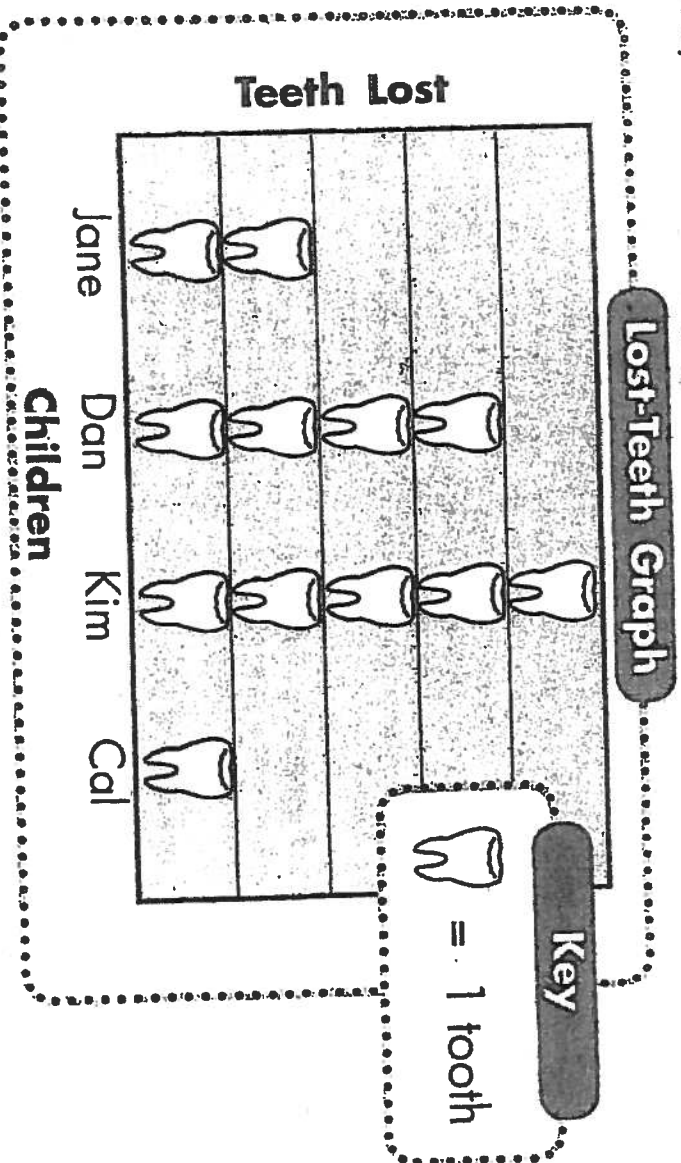 Lost-Teeth Graph
Key
= 1 tooth
Teeth Lost
Jane Dan Kim Cal
Children